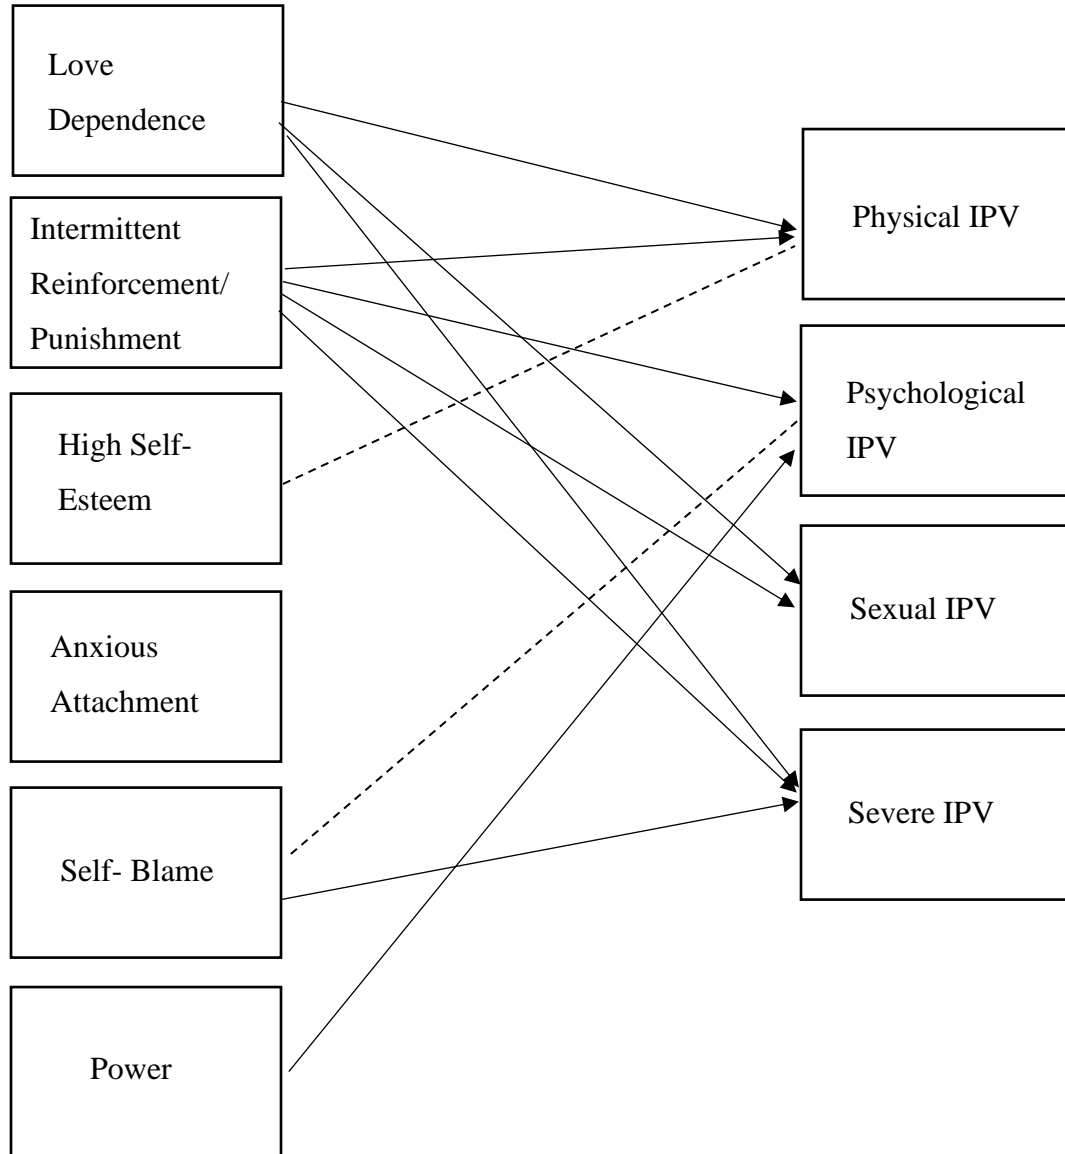 Love
Dependence
Intermittent
Reinforcement/
Punishment
High Self-
Esteem
Anxious
Attachment
Self- Blame
Power
Physical IPV
Psychological
IPV
Sexual IPV
Severe IPV